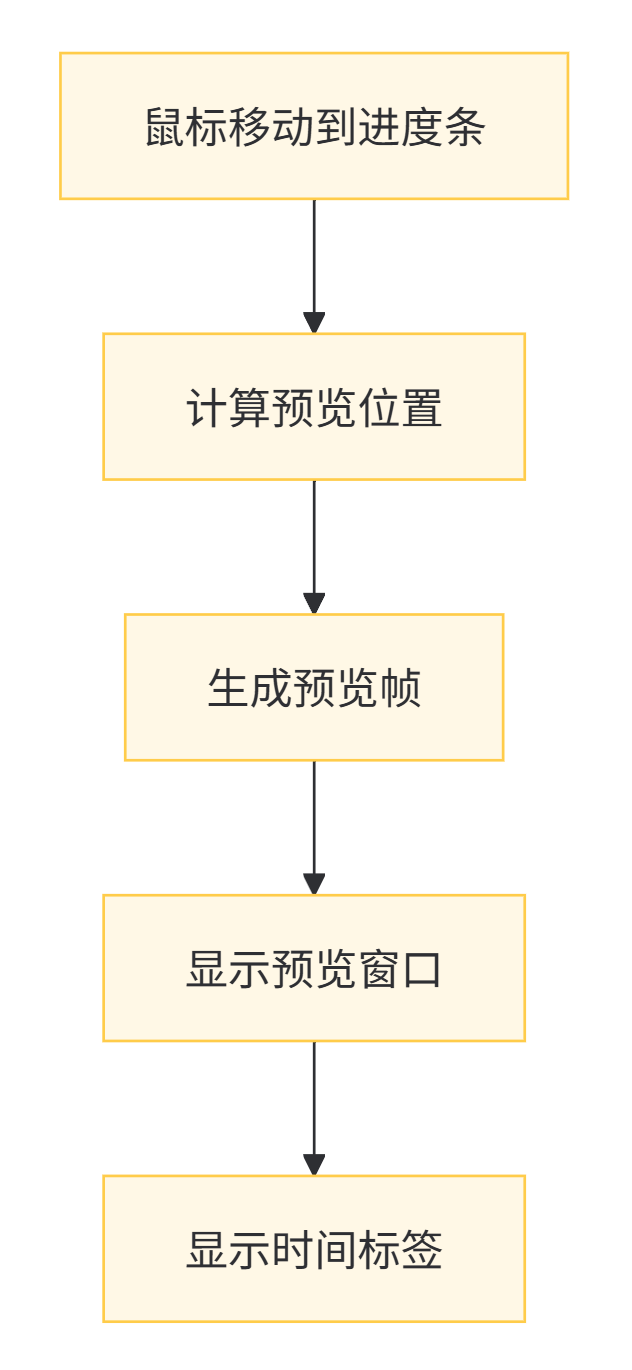 鼠标移动到进度条
计算预览位置
生成预览帧
显示预览窗口
显示时间标签